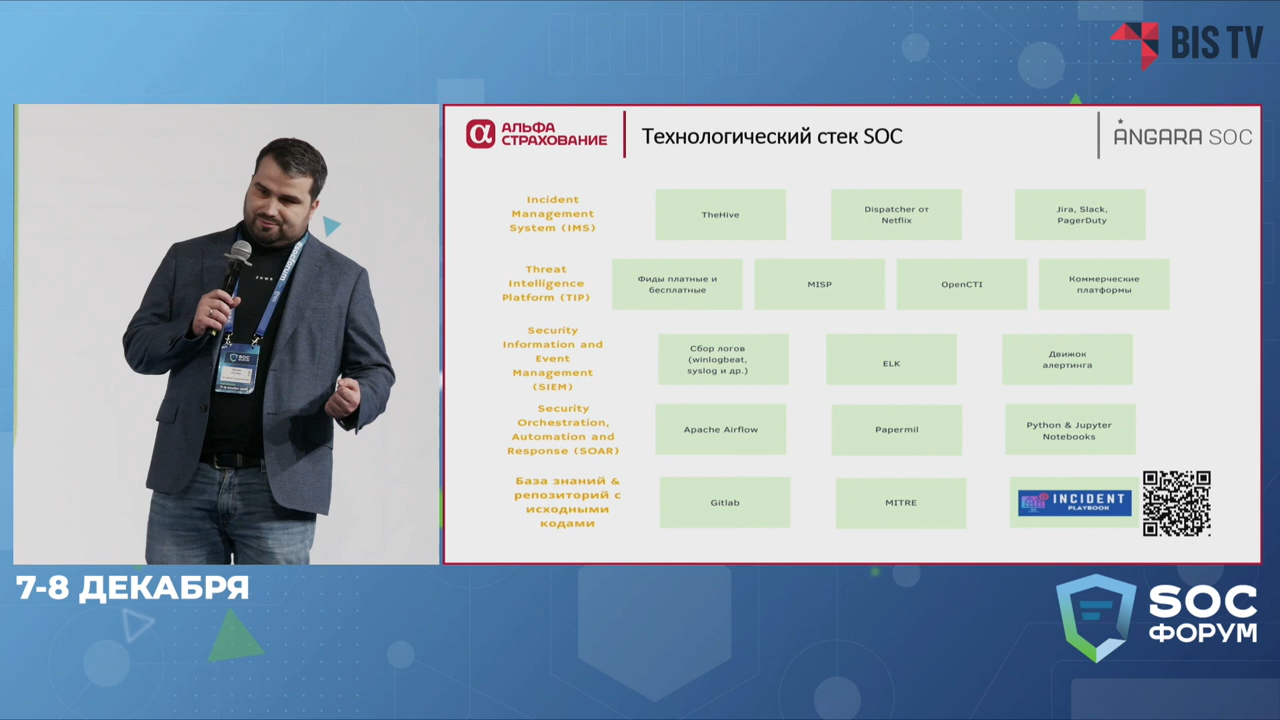 BIS TV
α АЛЬФА
СТРАХОВАНИЕ
Технологический стек SOC
ANGARA SOC
Incident
Management
System (IMS)
TheHive
Dispatcher от
Netflix
Jira, Slack,
PagerDuty
Threat
Intelligence
Platform (TIP)
Фиды платные и
бесплатные
MISP
OpenCTI
Коммерческие
платформы
Security
Information and
Event
Management
(SIEM)
Сбор логов
(winlogbeat,
syslog и др.)
ELK
Движок
алертинга
Security
Orchestration,
Automation and
Response (SOAR)
Apache Airflow
Papermil
Python & Jupyter
Notebooks
База знаний &
репозиторий с
исходными
кодами
Gitlab
MITRE
INCIDENT
PLAYBOOK
SOC
7-8 ДЕКАБРЯ
SOC
ФОРУМ